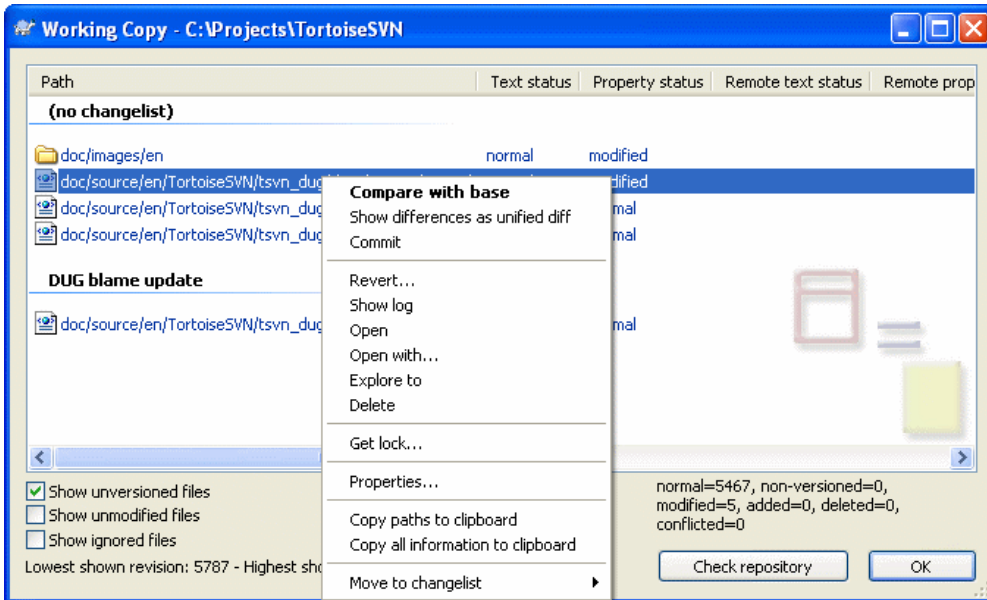 Working Copy - C:\Projects\TortoiseSVN
Path Text status Property status Remote text status Remote prop
(no changelist)
doc/images/en normal modified
doc/source/en/TortoiseSVN/tsvn_dug
doc/source/en/TortoiseSVN/tsvn_dug
doc/source/en/TortoiseSVN/tsvn_dug
DUG blame update
doc/source/en/TortoiseSVN/tsvn_dug
Compare with base
Show differences as unified diff
Commit
Revert...
Show log
Open
Open with...
Explore to
Delete
Get lock...
Properties...
Copy paths to clipboard
Copy all information to clipboard
Move to changelist
Show unversioned files
Show unmodified files
Show ignored files
Lowest shown revision: 5787 - Highest sho
normal=5467, non-versioned=0,
modified=5, added=0, deleted=0,
conflicted=0
Check repository
OK